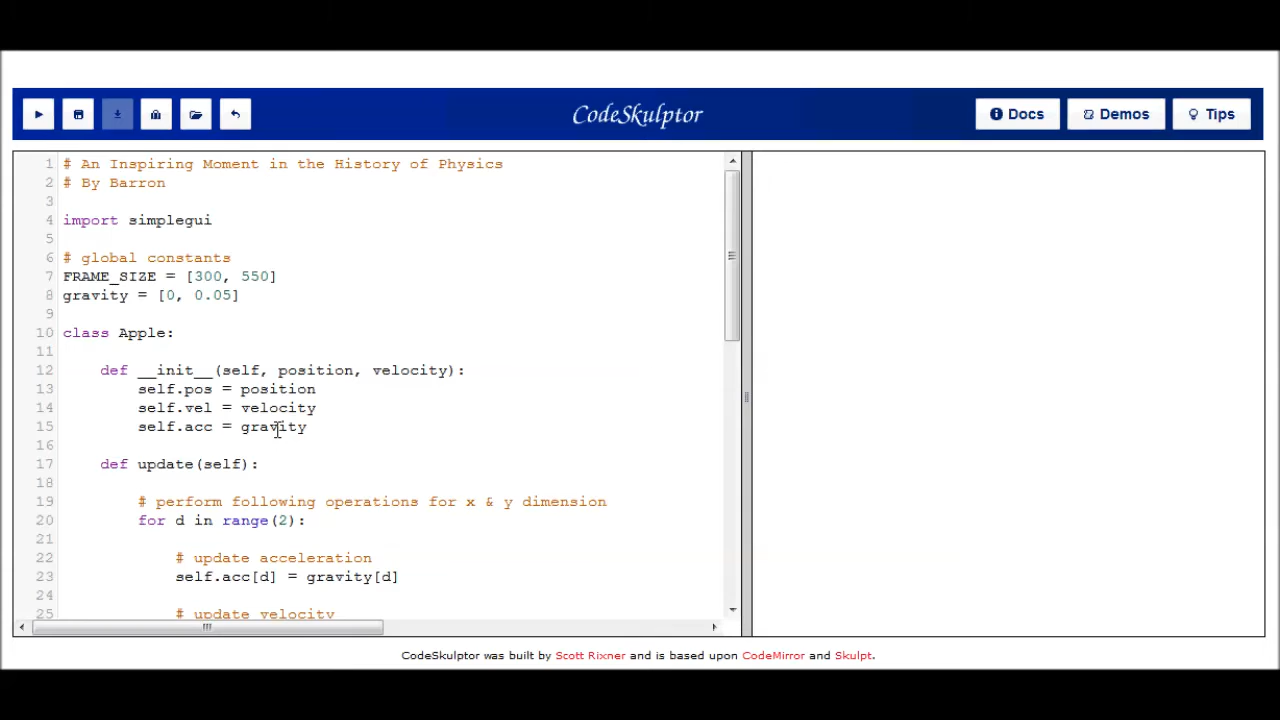 CodeSkulptor
Docs
Demos
Tips
1 # An Inspiring Moment in the History of Physics
2 # By Barron
3
4 import simplegui
5
6 # global constants
7 FRAME_SIZE = [300, 550]
8 gravity = [0, 0.05]
9
10 class Apple:
11
12 def __init__(self, position, velocity):
13 self.pos = position
14 self.vel = velocity
15 self.acc = gravity
16
17 def update(self):
18
19 # perform following operations for x & y dimension
20 for d in range(2):
21
22 # update acceleration
23 self.acc[d] = gravity[d]
24
25 # update velocity
CodeSkulptor was built by Scott Rixner and is based upon CodeMirror and Skulpt.